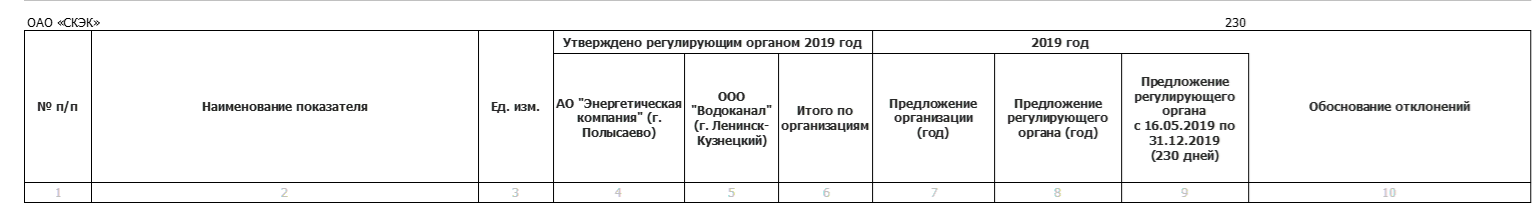 ОАО «СКЭК» 230
№ п/п
Наименование показателя
Ед. изм.
Утверждено регулирующим органом 2019 год
2019 год
АО "Энергетическая
компания" (г.
Полысаево)
ООО
"Водоканал"
(г. Ленинск-
Кузнецкий)
Итого по
организациям
Предложение
организации
(год)
Предложение
регулирующего
органа (год)
Предложение
регулирующего
органа
с 16.05.2019 по
31.12.2019
(230 дней)
Обоснование отклонений
1 2 3 4 5 6 7 8 9 10